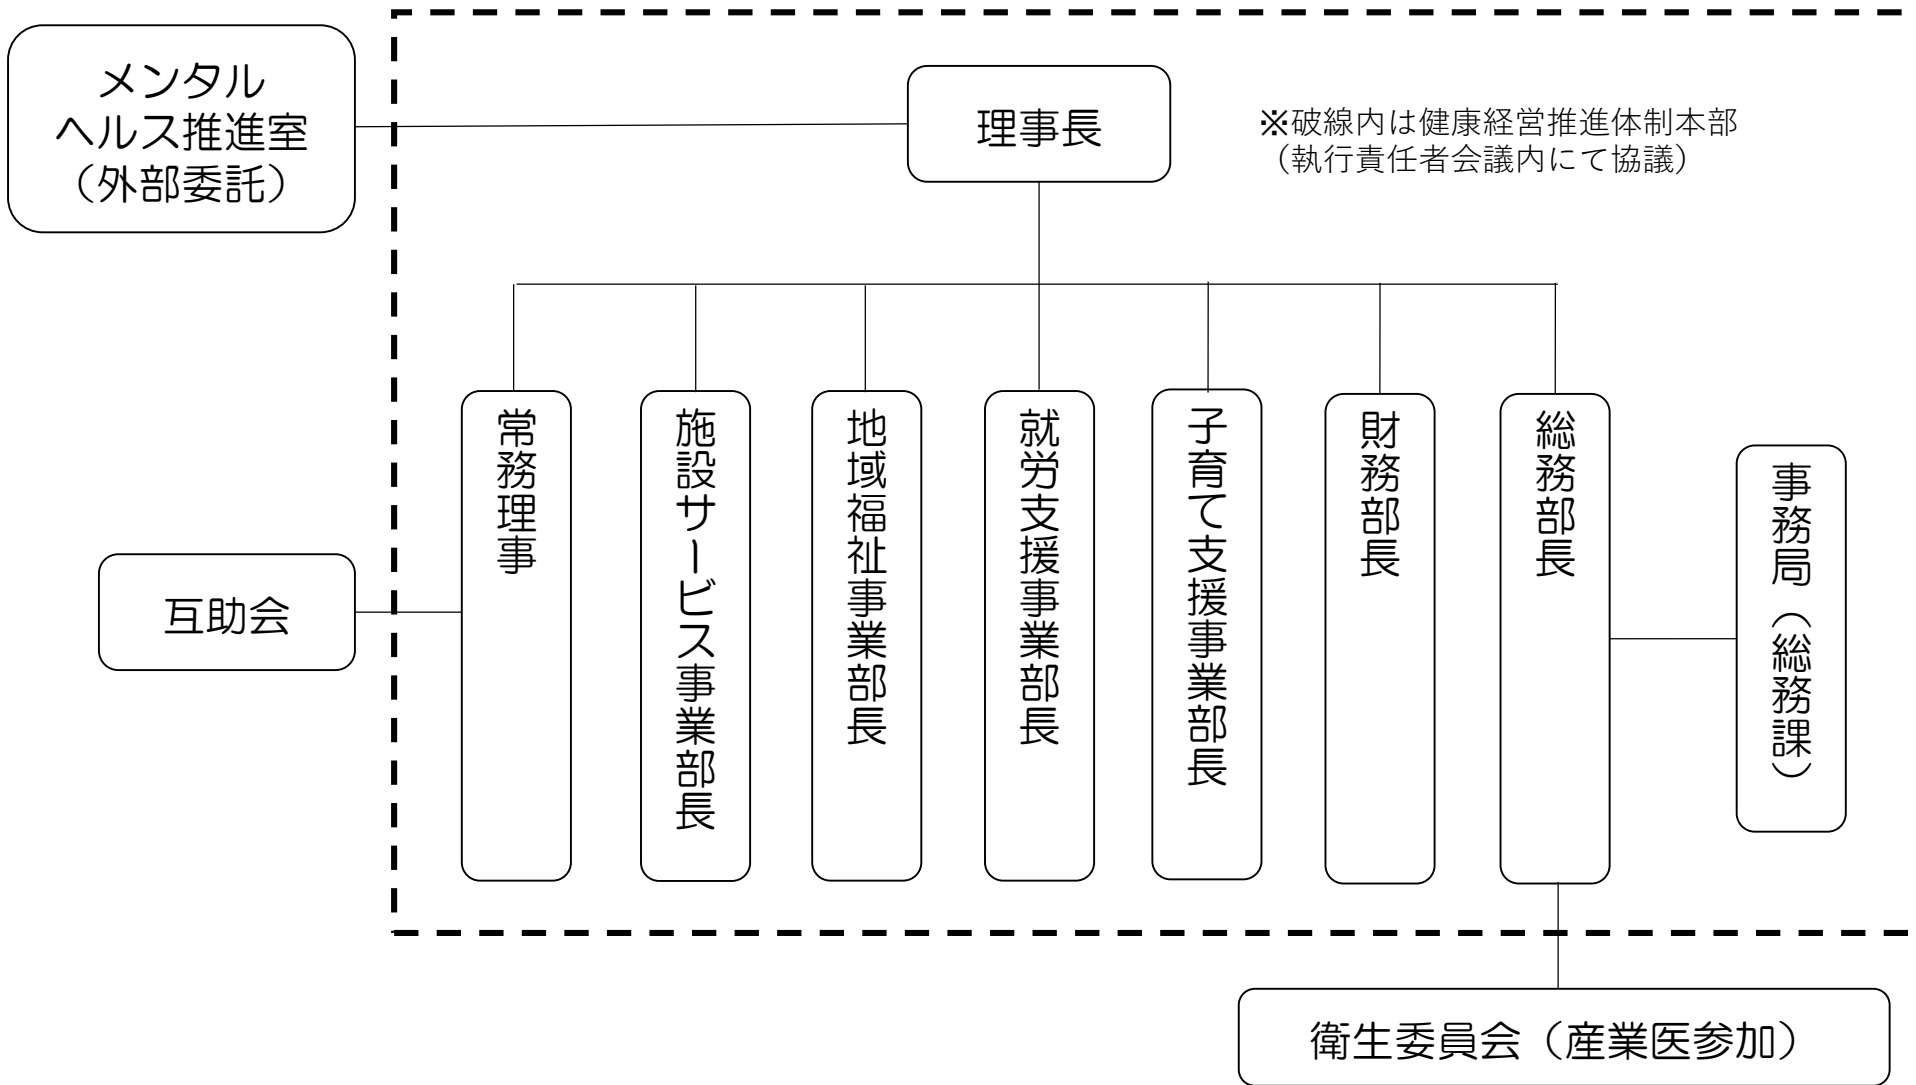 メンタル
ヘルス推進室
（外部委託）
理事長
※破線内は健康経営推進体制本部
（執行責任者会議内にて協議）
常務理事
施設サービス事業部長
地域福祉事業部長
就労支援事業部長
子育て支援事業部長
財務部長
総務部長
事務局（総務課）
互助会
衛生委員会（産業医参加）